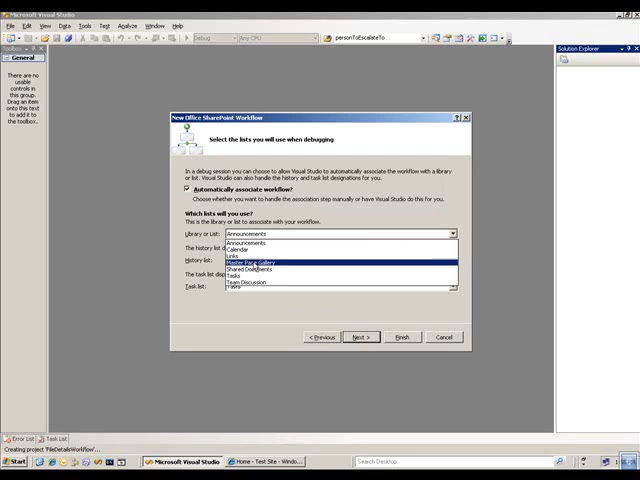 Microsoft Visual Studio
File Edit View Data Tools Test Analyze Window Help
Debug Any CPU personToEscalateTo
Toolbox
General
There are no
usable
controls in
this group.
Drag an item
onto this text
to add it to
the toolbox.
Solution Explorer
New Office SharePoint Workflow
Select the lists you will use when debugging
In a debug session you can choose to allow Visual Studio to automatically associate the workflow with a library
or list. Visual Studio can also handle the history and task list designations for you.
Automatically associate workflow?
Choose whether you want to handle the association step manually or have Visual Studio do this for you.
Which lists will you use?
This is the library or list to associate with your workflow.
Library or List: Announcements
Announcements
Calendar
The history list d
Links
History list: Master Page Gallery
Shared Documents
The task list disp
Tasks
Team Discussion
Task list: Tasks
< Previous Next > Finish Cancel
Error List Task List
Creating project 'FileDetailsWorkflow'...
Start Microsoft Visual Studio Home - Test Site - Windo... Search Desktop